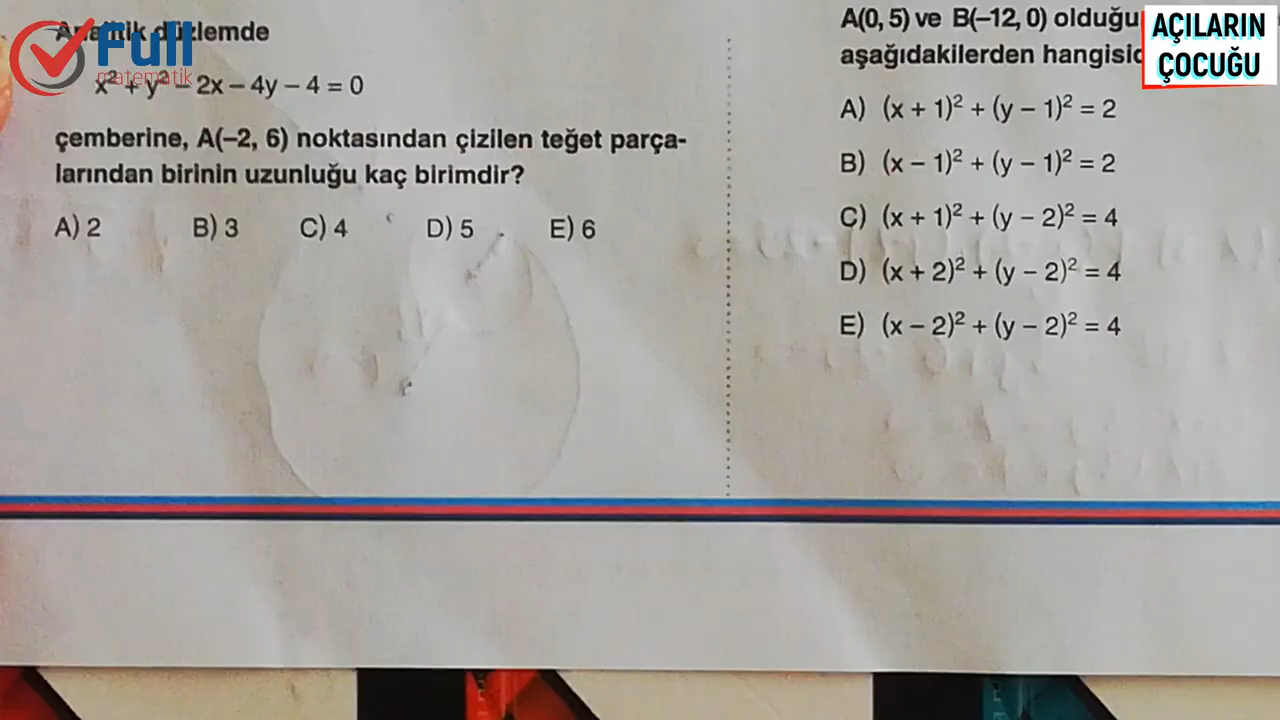 Analitik düzlemde
Full
matematik
x² + y² – 2x – 4y – 4 = 0
çemberine, A(–2, 6) noktasından çizilen teğet parça-
larından birinin uzunluğu kaç birimdir?
A) 2 B) 3 C) 4 D) 5 E) 6
A(0, 5) ve B(–12, 0)
aşağıdakilerden
A) (x + 1)² + (y – 1)² = 2
B) (x – 1)² + (y – 1)² = 2
C) (x + 1)² + (y – 2)² = 4
D) (x + 2)² + (y – 2)² = 4
E) (x – 2)² + (y – 2)² = 4
AÇILARIN
ÇOCUĞU